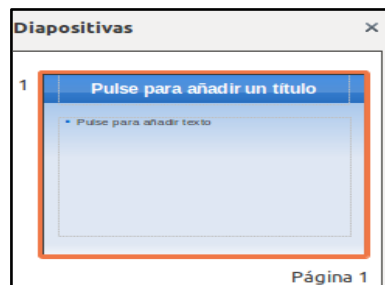 Diapositivas ×
1
Pulse para añadir un título
• Pulse para añadir texto
Página 1